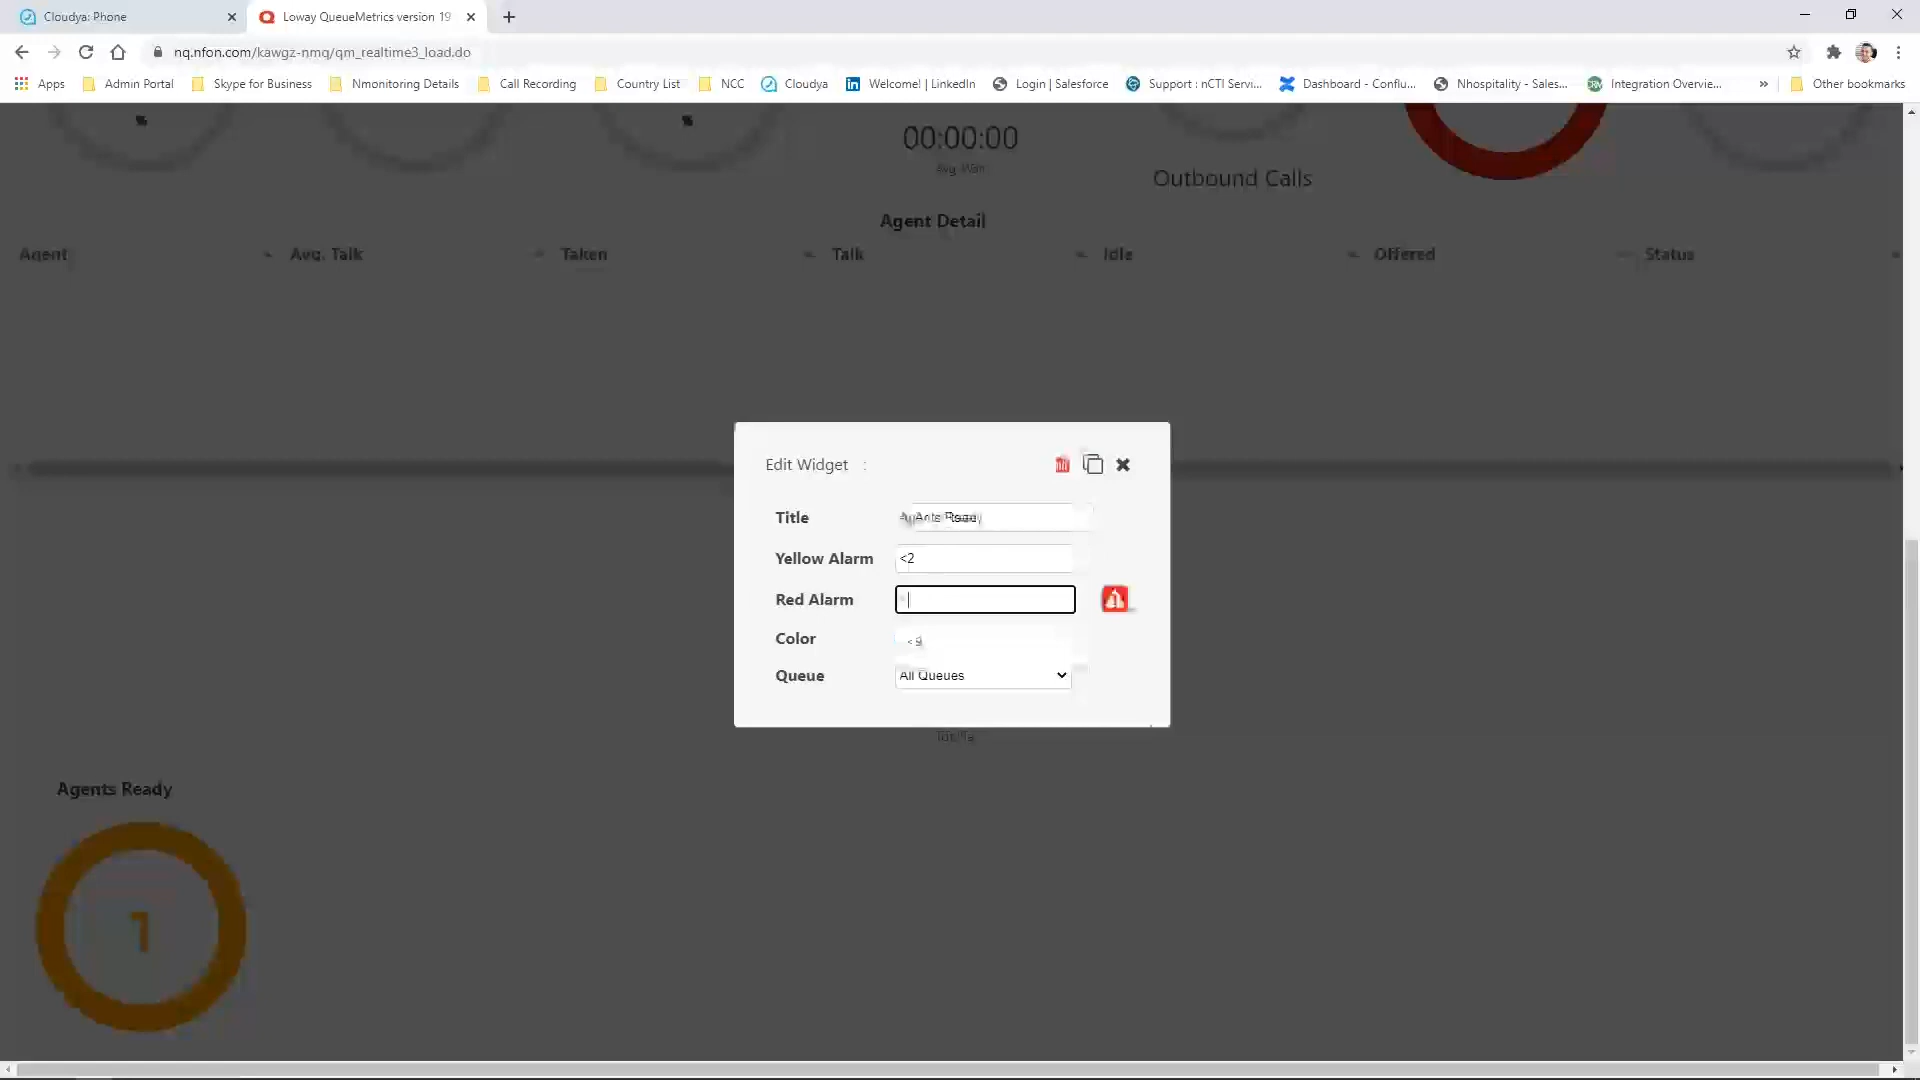 Cloudya: Phone
Loway QueueMetrics version 19
nq.nfon.com/kawgz-nmq/qm_realtime3_load.do
Apps
Admin Portal
Skype for Business
Nmonitoring Details
Call Recording
Country List
NCC
Cloudya
Welcome! | LinkedIn
Login | Salesforce
Support : nCTI Servi...
Dashboard - Conflu...
Nhospitality - Sales...
Integration Overvie...
»
Other bookmarks
00:00:00
Outbound Calls
Agent Detail
Agent
Avg. Talk
Taken
Talk
Idle
Offered
Status
Edit Widget :
Title
Yellow Alarm <2
Red Alarm
Color
Queue All Queues
Agents Ready
1